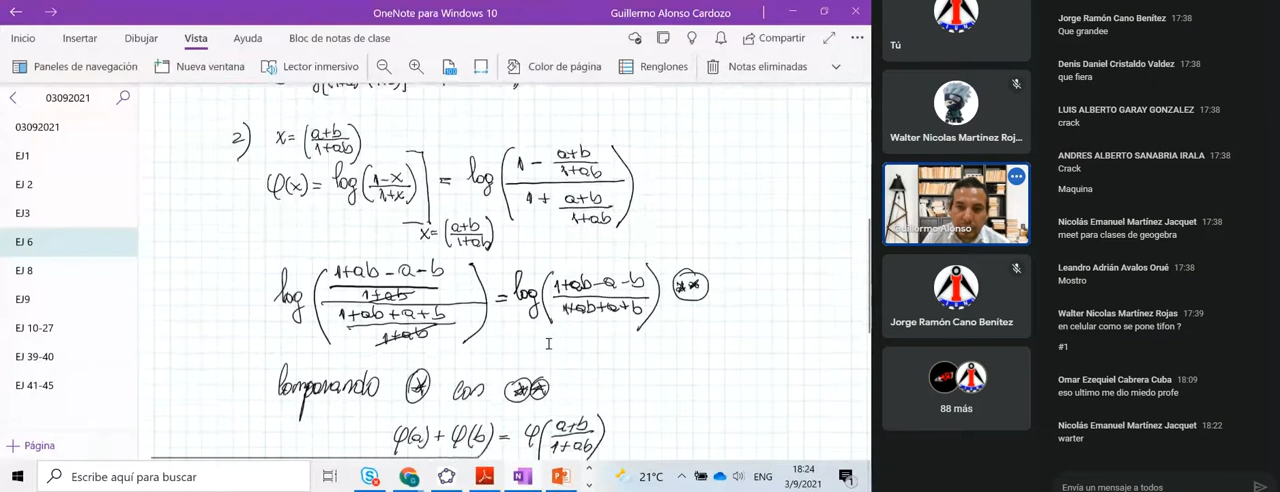 OneNote para Windows 10
Guillermo Alonso Cardozo
Inicio Insertar Dibujar Vista Ayuda Bloc de notas de clase
Compartir
Paneles de navegación Nueva ventana Lector inmersivo Color de página Renglones Notas eliminadas
03092021
03092021
EJ1
EJ 2
EJ3
EJ 6
EJ 8
EJ9
EJ 10-27
EJ 39-40
EJ 41-45
+ Página
2) x = (a+b/1+ab)
φ(x) = log(1-x/1+x)] x=(a+b/1+ab) = log(1 - a+b/1+ab / 1 + a+b/1+ab)
log(1+ab-a-b/1+ab / 1+ab+a+b/1+ab) = log(1+ab-a-b/1+ab+a+b) **
Comparando * con **
φ(a) + φ(b) = φ(a+b/1+ab)
Escribe aquí para buscar
21°C
ENG
18:24
3/9/2021
Tú
Walter Nicolas Martínez Roj...
Guillermo Alonso
Jorge Ramón Cano Benítez
88 más
Jorge Ramón Cano Benítez 17:38
Que grandee
Denis Daniel Cristaldo Valdez 17:38
que fiera
LUIS ALBERTO GARAY GONZALEZ 17:38
crack
ANDRES ALBERTO SANABRIA IRALA 17:38
Crack
Maquina
Nicolás Emanuel Martínez Jacquet 17:38
meet para clases de geogebra
Leandro Adrián Avalos Orué 17:38
Mostro
Walter Nicolas Martínez Rojas 17:39
en celular como se pone tifon ?
#1
Omar Ezequiel Cabrera Cuba 18:09
eso ultimo me dio miedo profe
Nicolás Emanuel Martínez Jacquet 18:22
warter
Envía un mensaje a todos